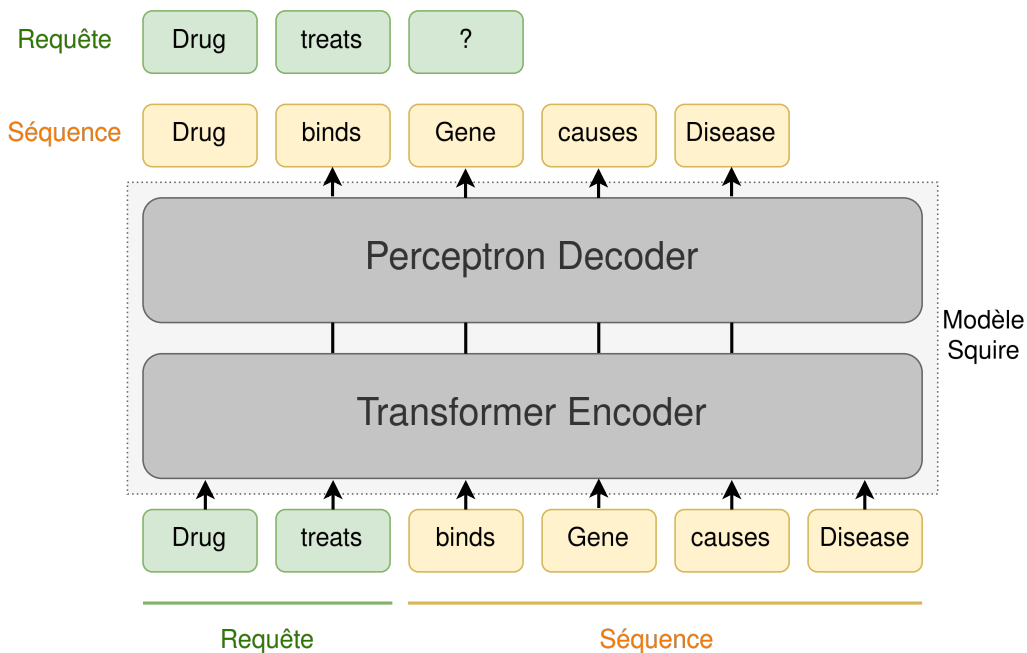 Requête Drug treats ?
Séquence Drug binds Gene causes Disease
Perceptron Decoder
Modèle
Squire
Transformer Encoder
Drug treats binds Gene causes Disease
Requête Séquence